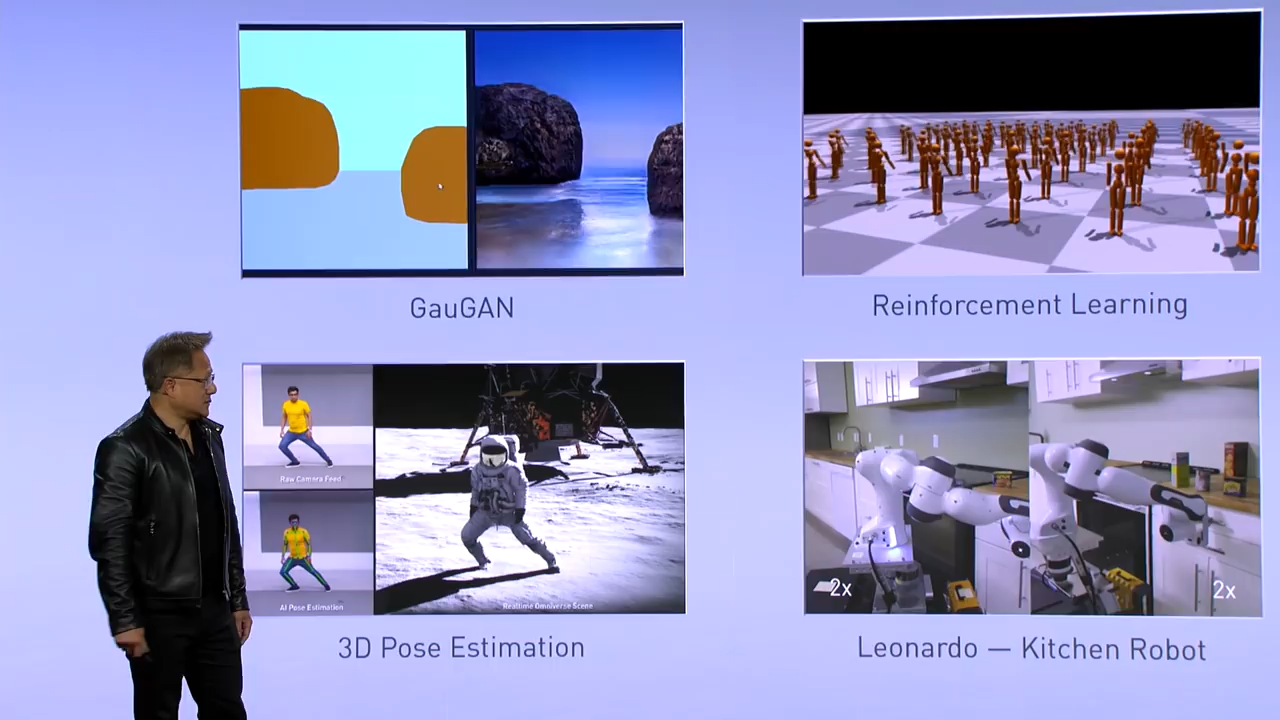 GauGAN
Reinforcement Learning
Raw Camera Feed
AI Pose Estimation
Realtime Omniverse Scene
3D Pose Estimation
2x
2x
Leonardo — Kitchen Robot